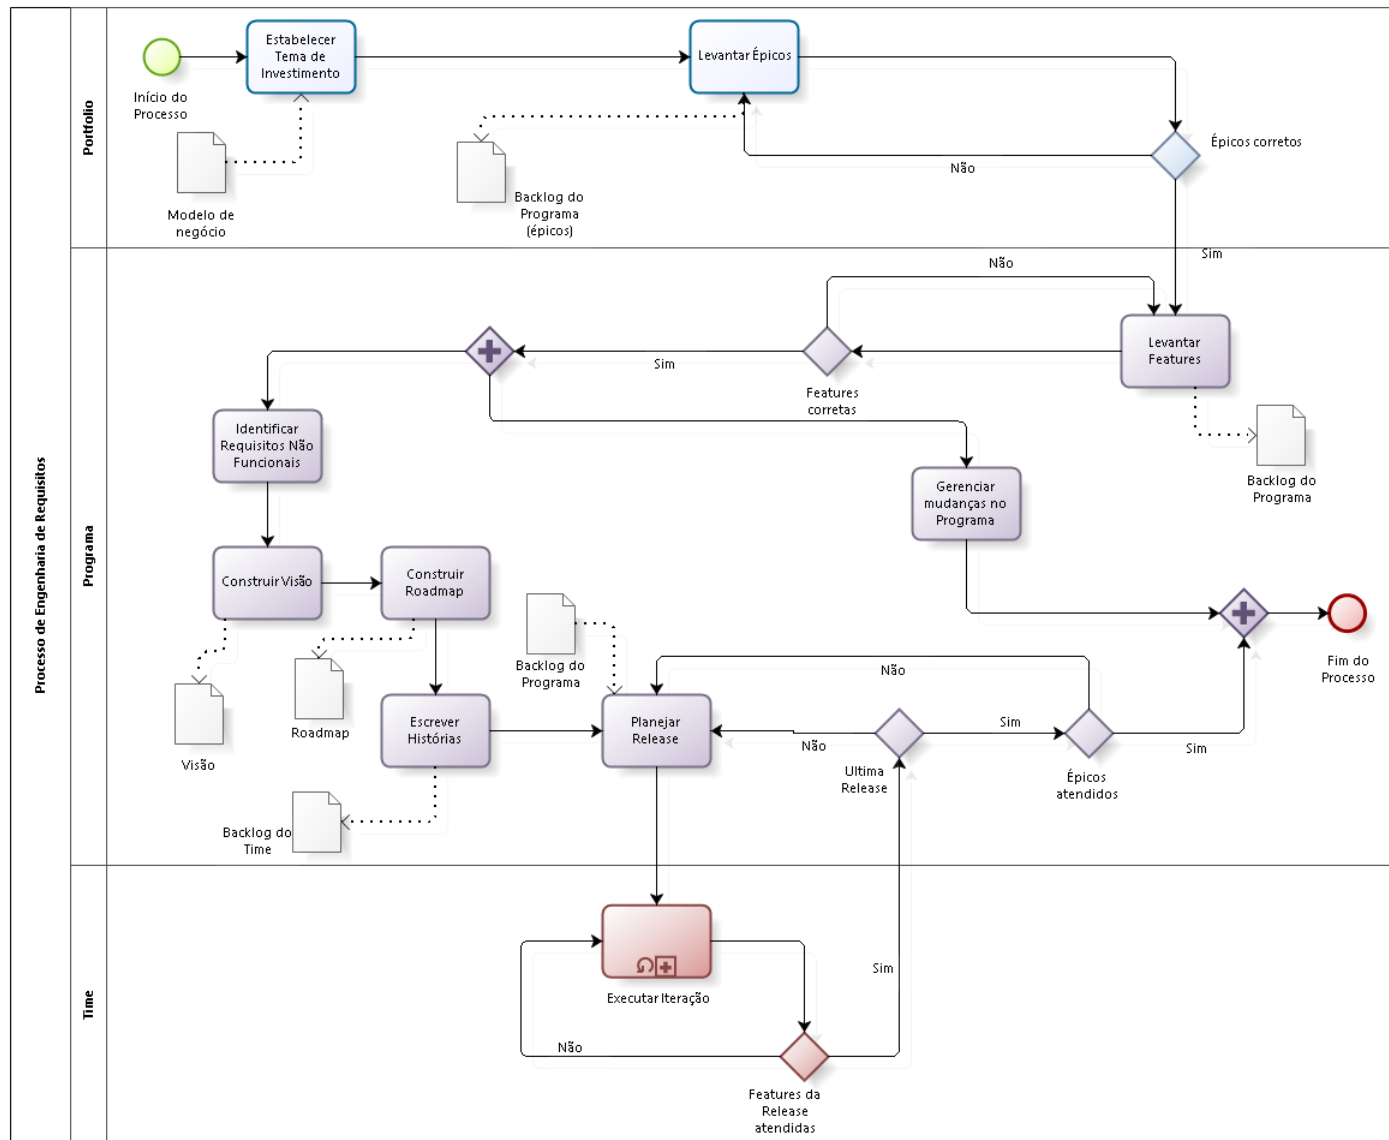 Processo de Engenharia de Requisitos
Portfolio
Início do
Processo
Estabelecer
Tema de
Investimento
Levantar Épicos
Modelo de
negócio
Backlog do
Programa
(épicos)
Não
Épicos corretos
Sim
Programa
Não
Levantar
Features
Sim
Features
corretas
Backlog do
Programa
Identificar
Requisitos Não
Funcionais
Gerenciar
mudanças no
Programa
Construir Visão
Construir
Roadmap
Backlog do
Programa
Fim do
Processo
Visão
Roadmap
Escrever
Histórias
Planejar
Release
Não
Não
Ultima
Release
Sim
Épicos
atendidos
Sim
Backlog do
Time
Time
Executar Iteração
Sim
Não
Features da
Release
atendidas